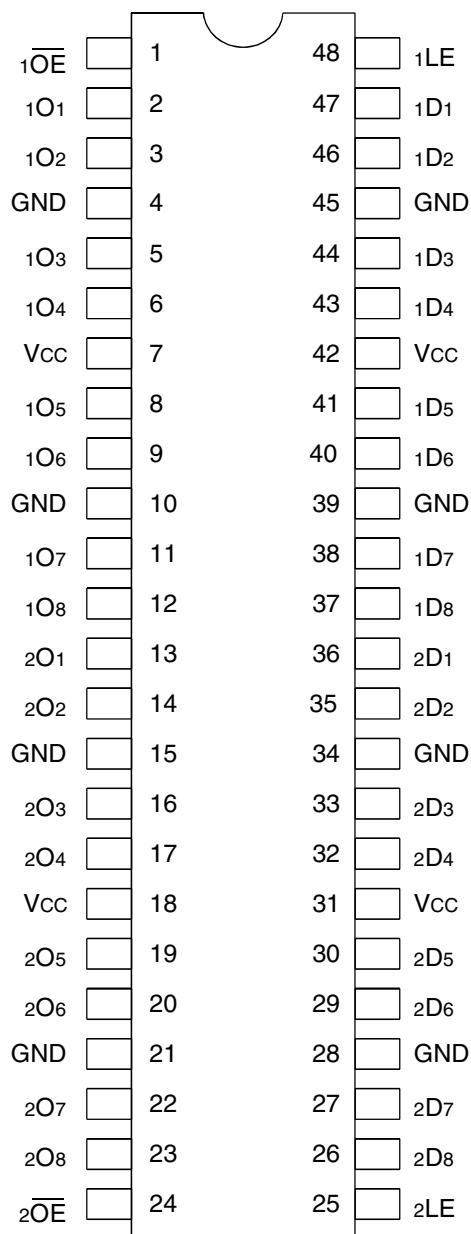 1O̅E̅ 1 48 1LE
1O1 2 47 1D1
1O2 3 46 1D2
GND 4 45 GND
1O3 5 44 1D3
1O4 6 43 1D4
VCC 7 42 VCC
1O5 8 41 1D5
1O6 9 40 1D6
GND 10 39 GND
1O7 11 38 1D7
1O8 12 37 1D8
2O1 13 36 2D1
2O2 14 35 2D2
GND 15 34 GND
2O3 16 33 2D3
2O4 17 32 2D4
VCC 18 31 VCC
2O5 19 30 2D5
2O6 20 29 2D6
GND 21 28 GND
2O7 22 27 2D7
2O8 23 26 2D8
2O̅E̅ 24 25 2LE